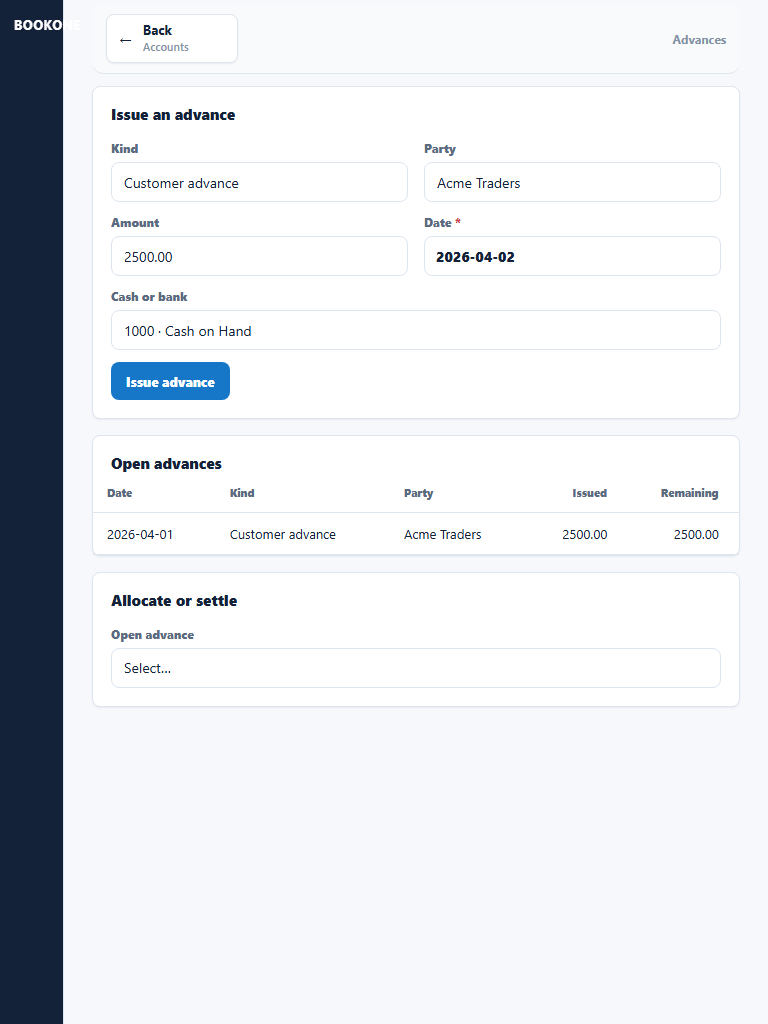 BOOKONE
← Back
Accounts
Advances
Issue an advance
Kind
Party
Customer advance
Acme Traders
Amount
Date *
2500.00
2026-04-02
Cash or bank
1000 · Cash on Hand
Issue advance
Open advances
Date Kind Party Issued Remaining
2026-04-01 Customer advance Acme Traders 2500.00 2500.00
Allocate or settle
Open advance
Select...